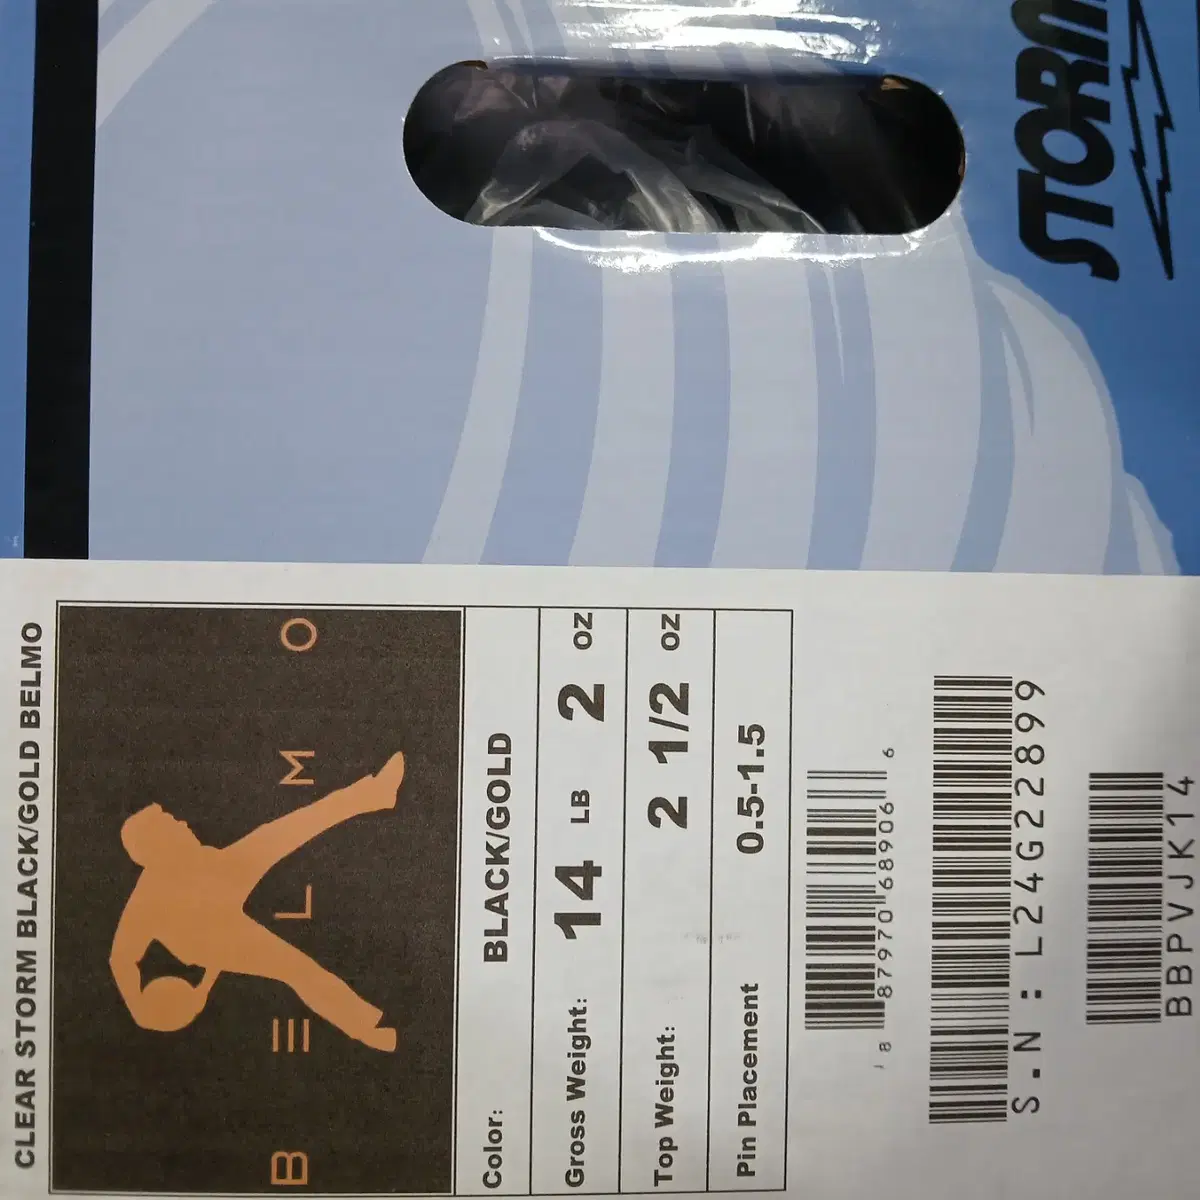 STORM
CLEAR STORM BLACK/GOLD BELMO
BELMO
Color: BLACK/GOLD
Gross Weight: 14 LB 2 OZ
Top Weight: 2 1/2 OZ
Pin Placement 0.5-1.5
8 87970 68906 6
S.N: L24G22899
BBPVJK14